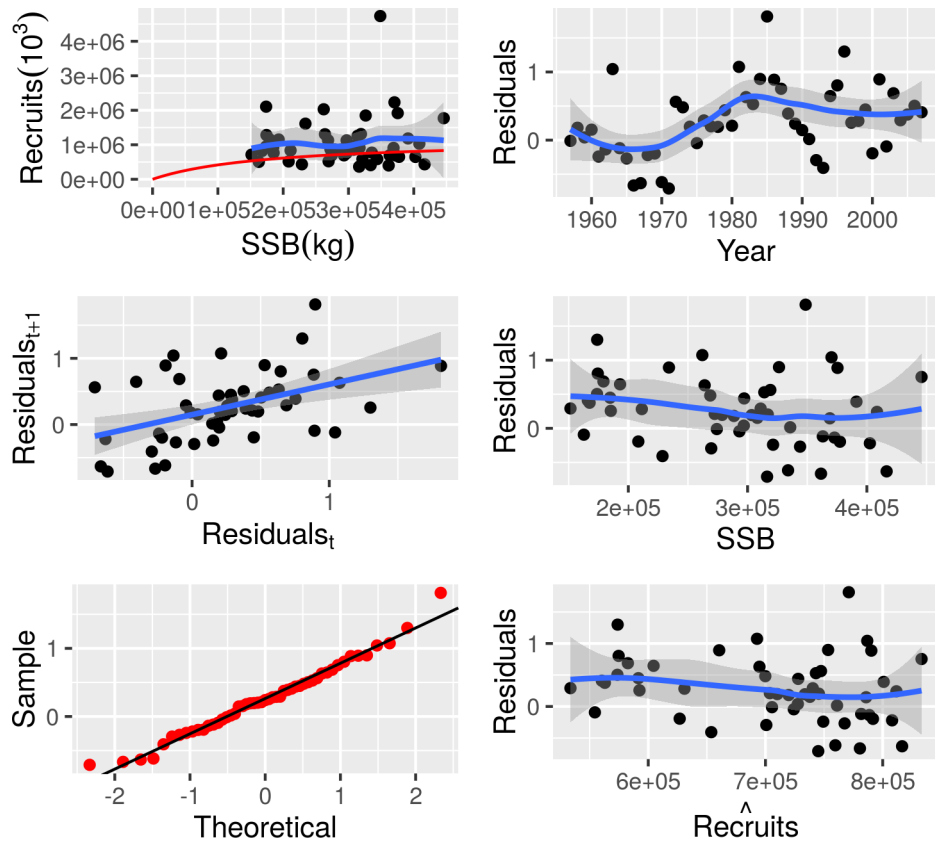 Recruits(10³)
4e+06
3e+06
2e+06
1e+06
0e+00
0e+001e+052e+053e+054e+05
SSB(kg)
Residuals
1
0
1960 1970 1980 1990 2000
Year
Residualsₜ₊₁
1
0
0 1
Residualsₜ
Residuals
1
0
2e+05 3e+05 4e+05
SSB
Sample
1
0
-2 -1 0 1 2
Theoretical
Residuals
1
0
6e+05 7e+05 8e+05
^
Recruits